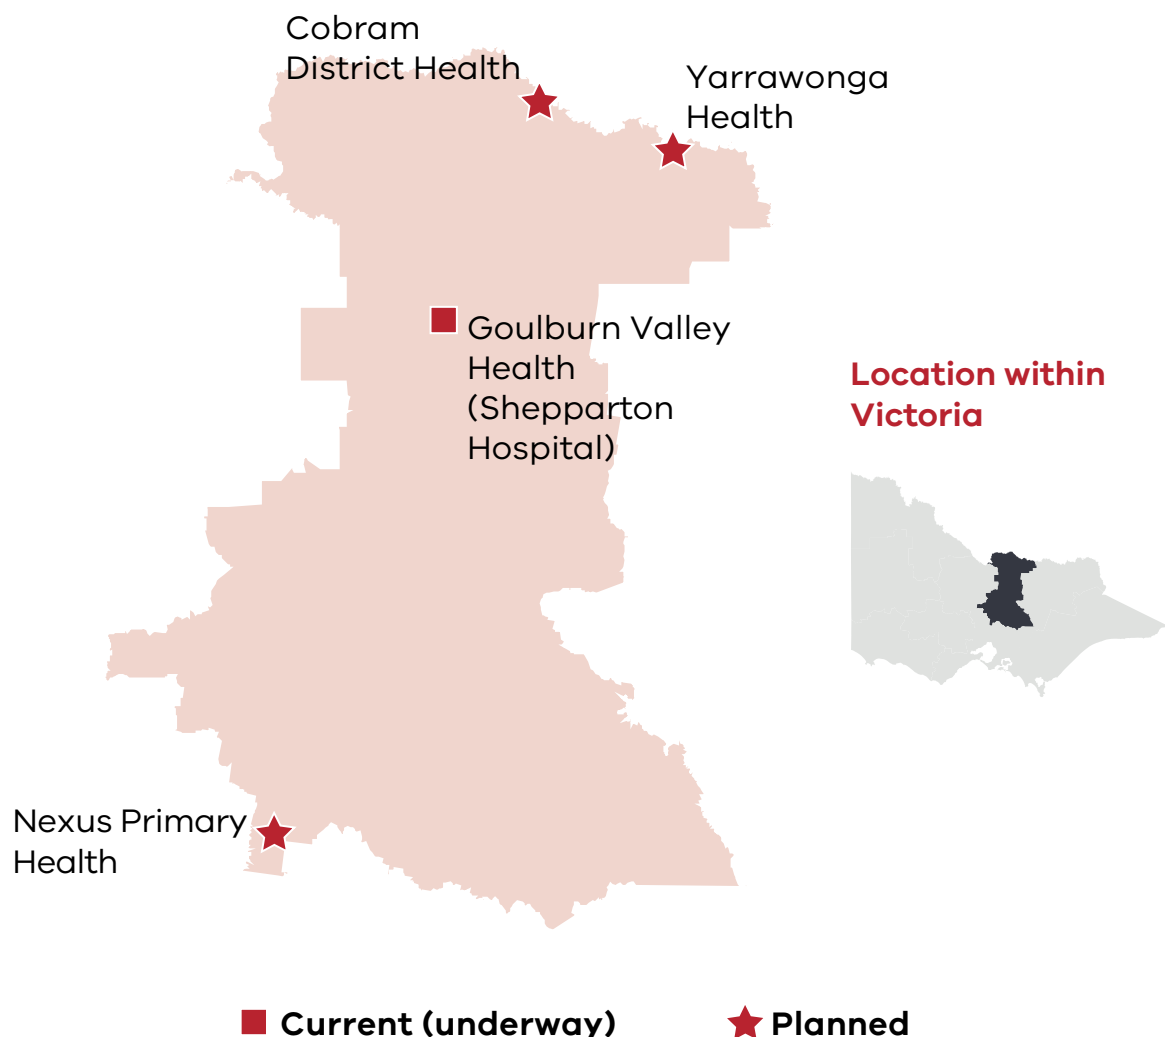 Cobram
District Health
Yarrawonga
Health
Goulburn Valley
Health
(Shepparton
Hospital)
Location within
Victoria
Nexus Primary
Health
Current (underway)
Planned